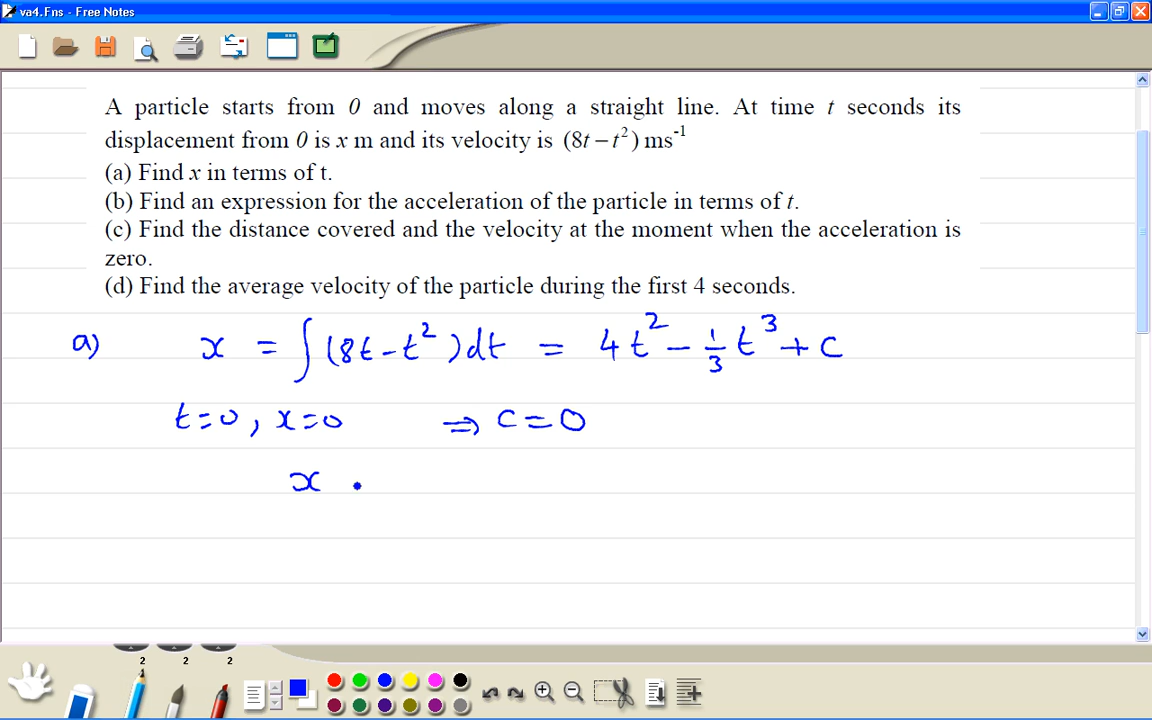 va4.Fns - Free Notes
A particle starts from 0 and moves along a straight line. At time t seconds its
displacement from 0 is x m and its velocity is (8t – t²) ms⁻¹
(a) Find x in terms of t.
(b) Find an expression for the acceleration of the particle in terms of t.
(c) Find the distance covered and the velocity at the moment when the acceleration is
zero.
(d) Find the average velocity of the particle during the first 4 seconds.
a) x = ∫(8t – t²)dt = 4t² – ⅓t³ + c
t=0, x=0 ⇒ c=0
x
2 2 2